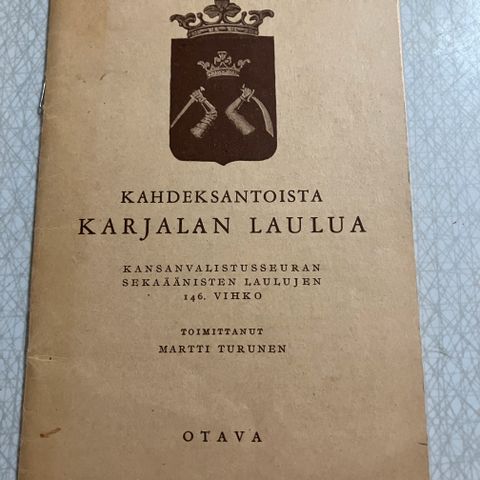 KAHDEKSANTOISTA
KARJALAN LAULUA
KANSANVALISTUSSEURAN
SEKAÄÄNISTEN LAULUJEN
146. VIHKO
TOIMITTANUT
MARTTI TURUNEN
OTAVA